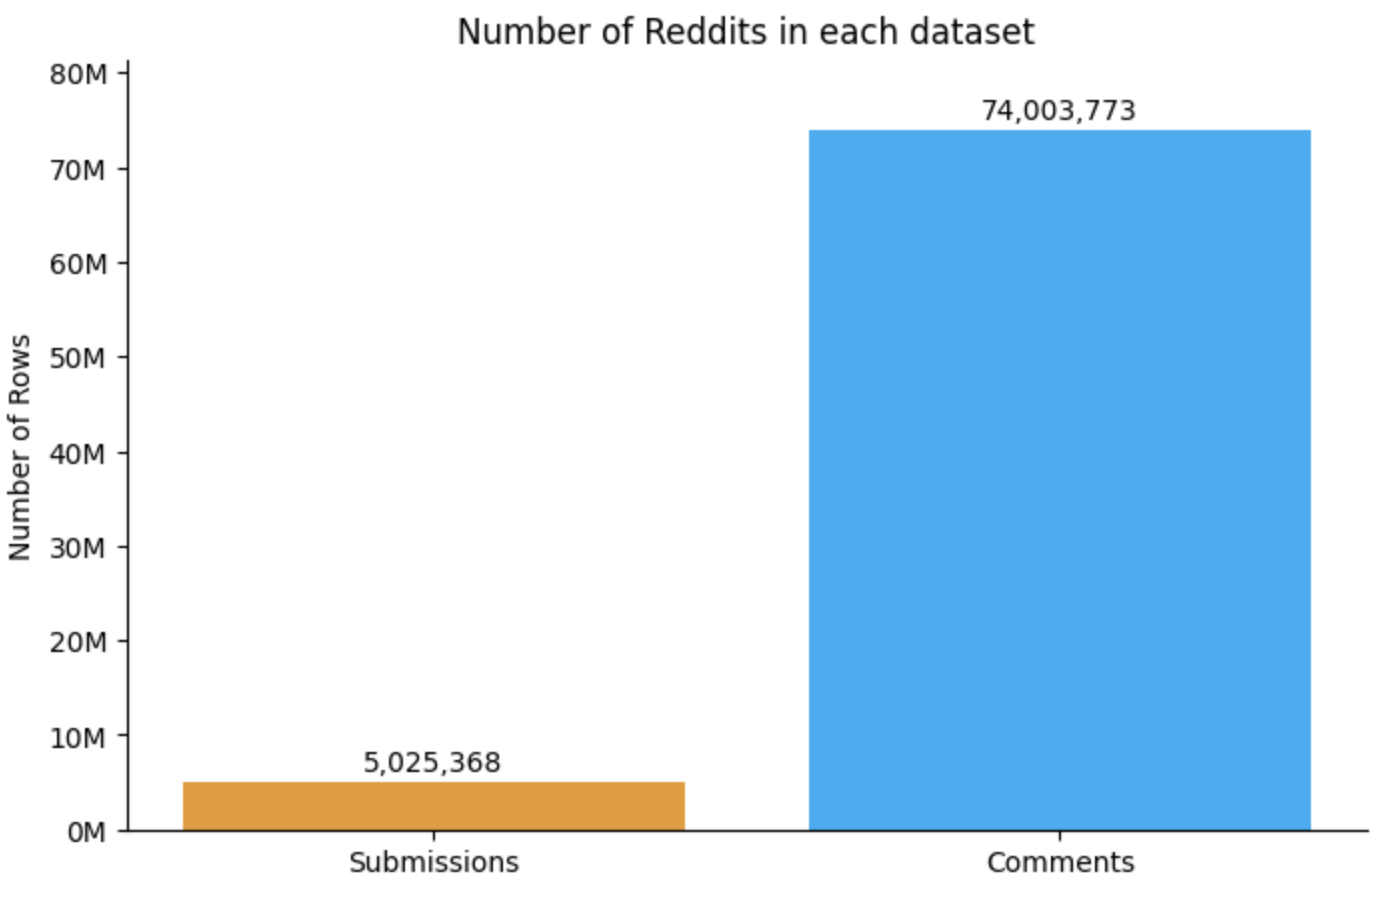 Number of Reddits in each dataset
Number of Rows
80M
70M
60M
50M
40M
30M
20M
10M
0M
74,003,773
5,025,368
Submissions
Comments